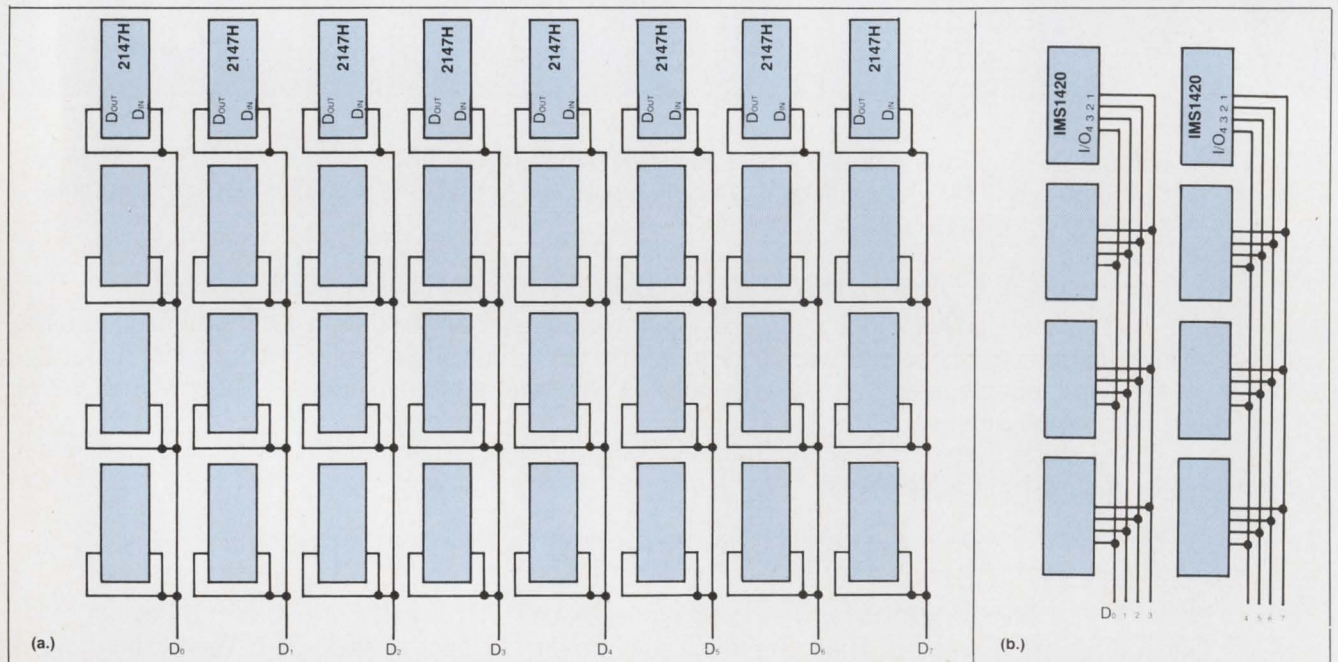 2147H 2147H 2147H 2147H 2147H 2147H 2147H 2147H
DOUT DIN DOUT DIN DOUT DIN DOUT DIN DOUT DIN DOUT DIN DOUT DIN DOUT DIN
(a.) D0 D1 D2 D3 D4 D5 D6 D7
IMS1420 IMS1420
I/O4 3 2 1 I/O4 3 2 1
D0 1 2 3 4 5 6 7
(b.)